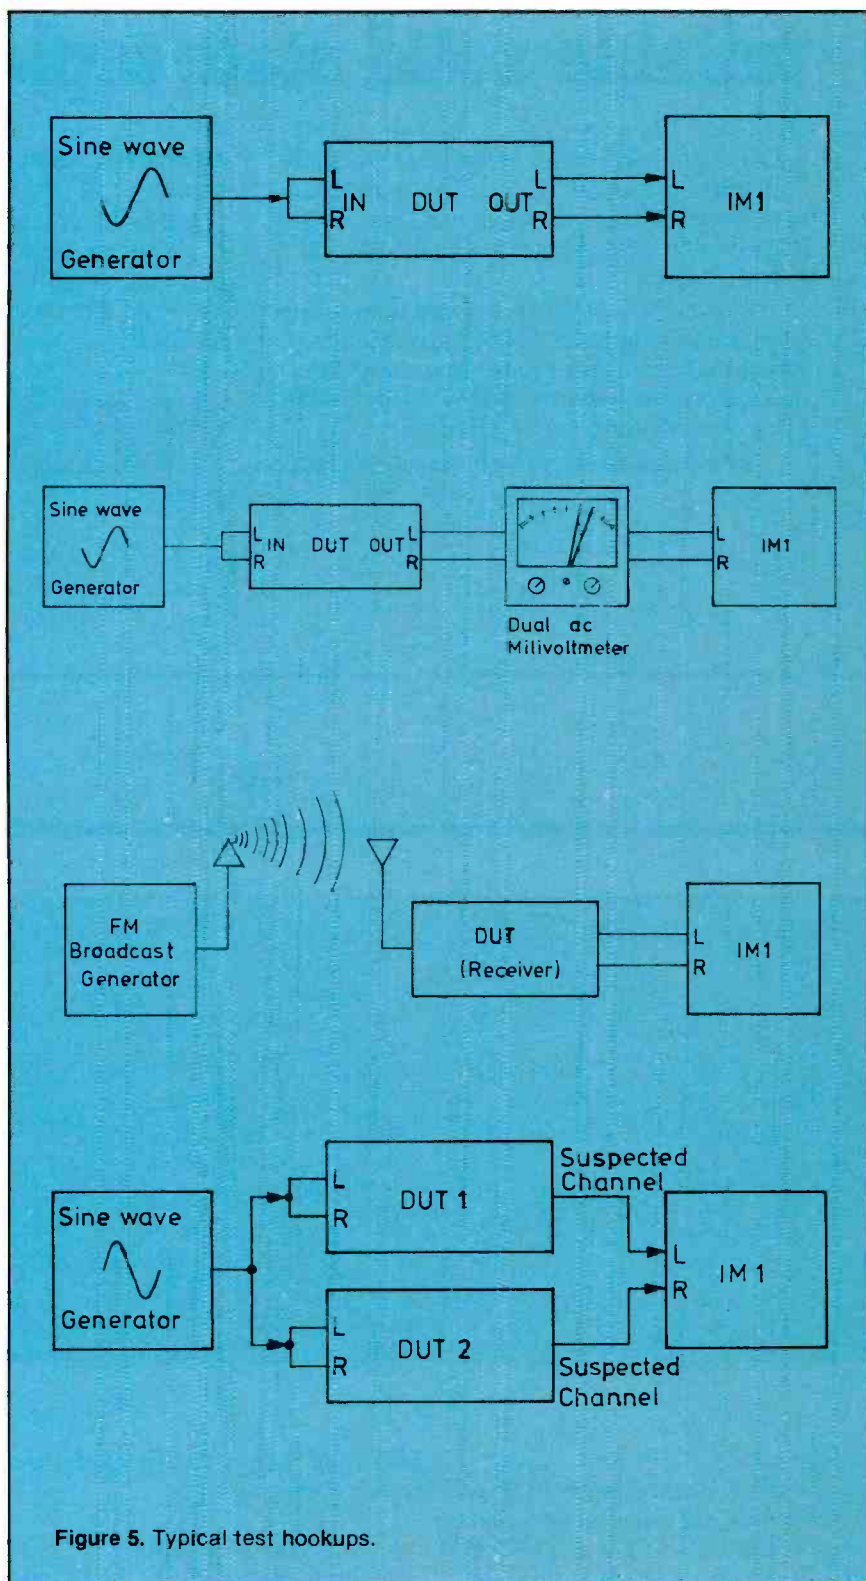 Sine wave
Generator
L
R
IN DUT OUT
L
R
L
R
IM1
Sine wave
Generator
L
R
IN DUT OUT
L
R
Dual ac
Milivoltmeter
L
R
IM1
FM
Broadcast
Generator
DUT
(Receiver)
L
R
IM1
Sine wave
Generator
L
R
DUT 1
Suspected
Channel
L
R
DUT 2
Suspected
Channel
L
R
IM1
Figure 5. Typical test hookups.